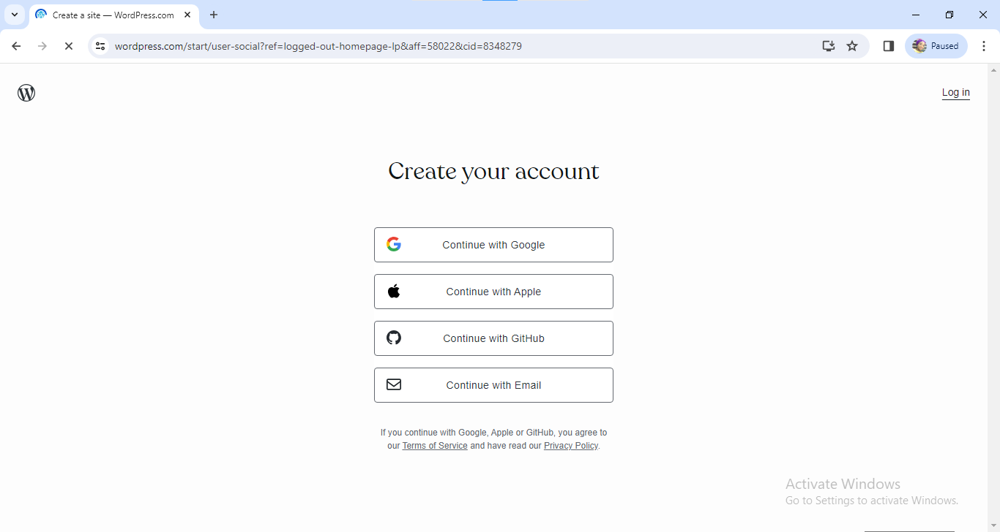 Create a site — WordPress.com
wordpress.com/start/user-social?ref=logged-out-homepage-lp&aff=58022&cid=8348279
Paused
Log in
Create your account
Continue with Google
Continue with Apple
Continue with GitHub
Continue with Email
If you continue with Google, Apple or GitHub, you agree to
our Terms of Service and have read our Privacy Policy.
Activate Windows
Go to Settings to activate Windows.